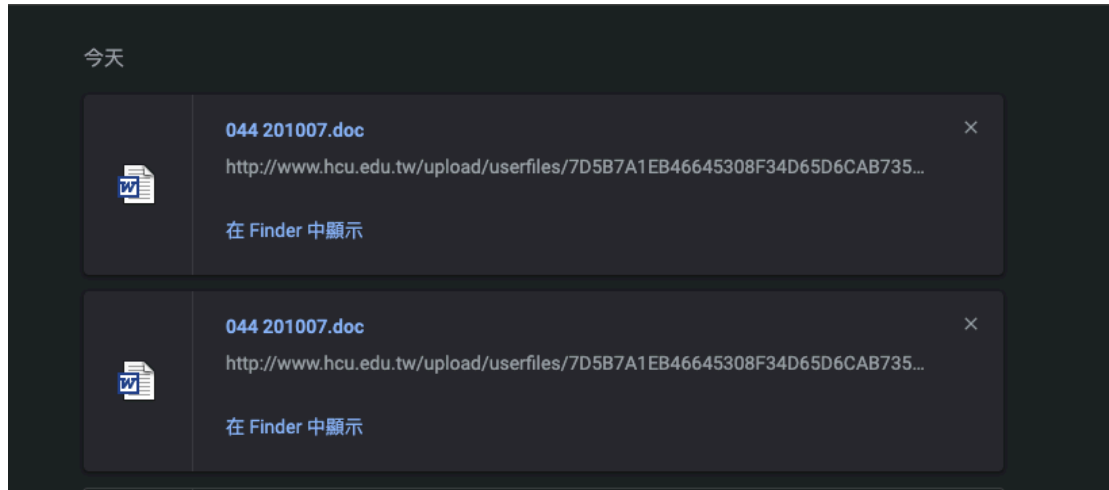 今天
044 201007.doc
http://www.hcu.edu.tw/upload/userfiles/7D5B7A1EB46645308F34D65D6CAB735...
在 Finder 中顯示
044 201007.doc
http://www.hcu.edu.tw/upload/userfiles/7D5B7A1EB46645308F34D65D6CAB735...
在 Finder 中顯示